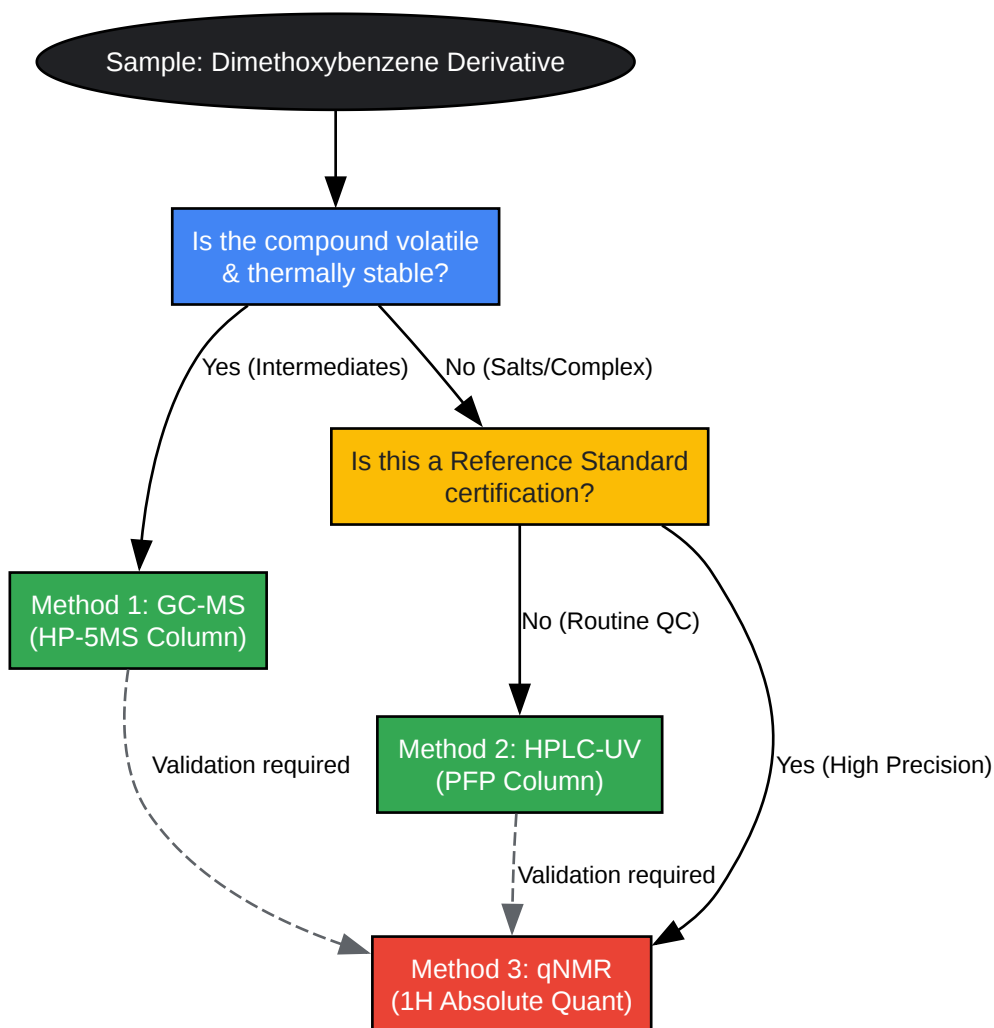 Sample: Dimethoxybenzene Derivative
Is the compound volatile
& thermally stable?
Yes (Intermediates)
No (Salts/Complex)
Is this a Reference Standard
certification?
Method 1: GC-MS
(HP-5MS Column)
No (Routine QC)
Method 2: HPLC-UV
(PFP Column)
Validation required
Yes (High Precision)
Validation required
Method 3: qNMR
(1H Absolute Quant)